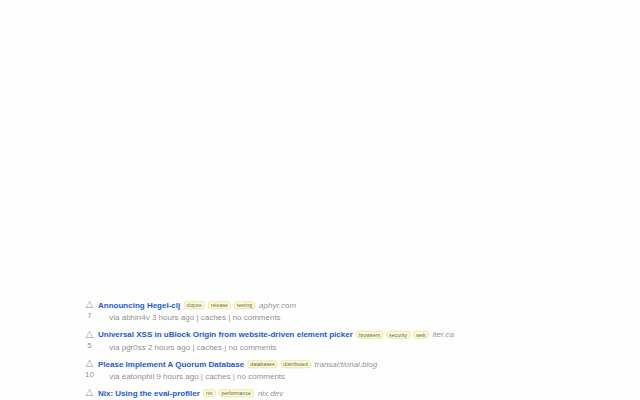 Announcing Hegel-clj clojure release testing aphyr.com
7 via abhin4v 3 hours ago | caches | no comments
Universal XSS in uBlock Origin from website-driven element picker browsers security web iter.ca
5 via pgr0ss 2 hours ago | caches | no comments
Please Implement A Quorum Database databases distributed transactional.blog
10 via eatonphil 9 hours ago | caches | no comments
Nix: Using the eval-profiler nix performance nix.dev